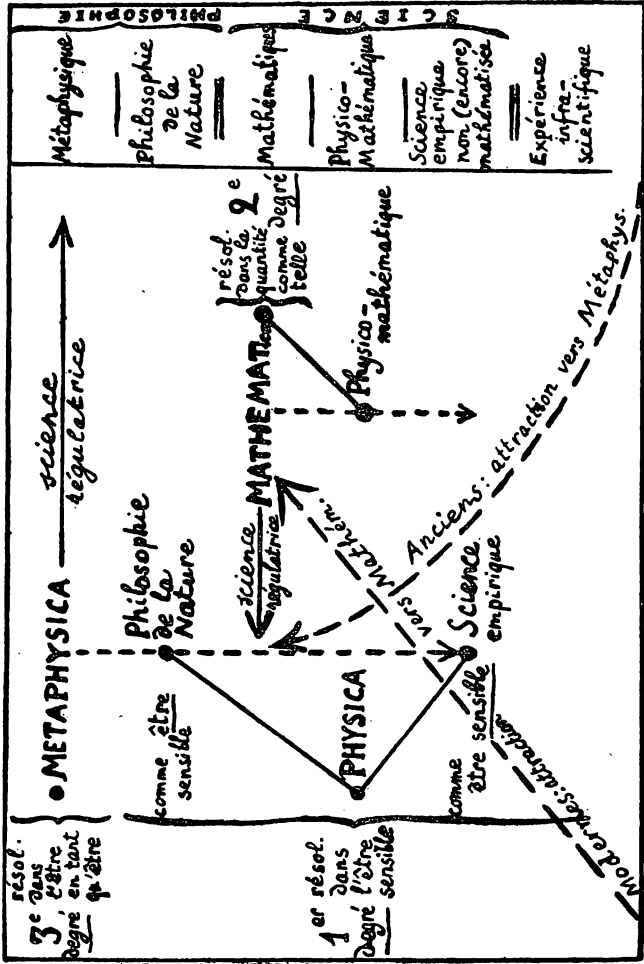 3e
degré,
résol.
dans
l'être
en tant
qu'être
METAPHYSICA
science
régulatrice
1er
Degré
résol.
dans
l'être
sensible
comme être
sensible
Philosophie
de la
Nature
PHYSICA
comme
être sensible
Science
empirique
science
régulatrice
MATHEMAT.
résol.
dans la
quantité
comme
telle
2e
degré
Physico-
mathématique
Modernes: attraction vers Mathém.
Anciens: attraction vers Métaphys.
Métaphysique
Philosophie
de la
Nature
Mathématiques
Physico-
Mathématique
Science
empirique
non (encore)
mathématisée
Expérience
infra-
scientifique
PHILOSOPHIE
SCIENCE